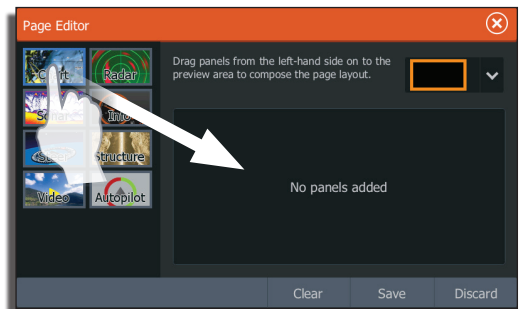 Page Editor
Drag panels from the left-hand side on to the
preview area to compose the page layout.
Radar
Sonar
Info
Structure
Video
Autopilot
No panels added
Clear
Save
Discard